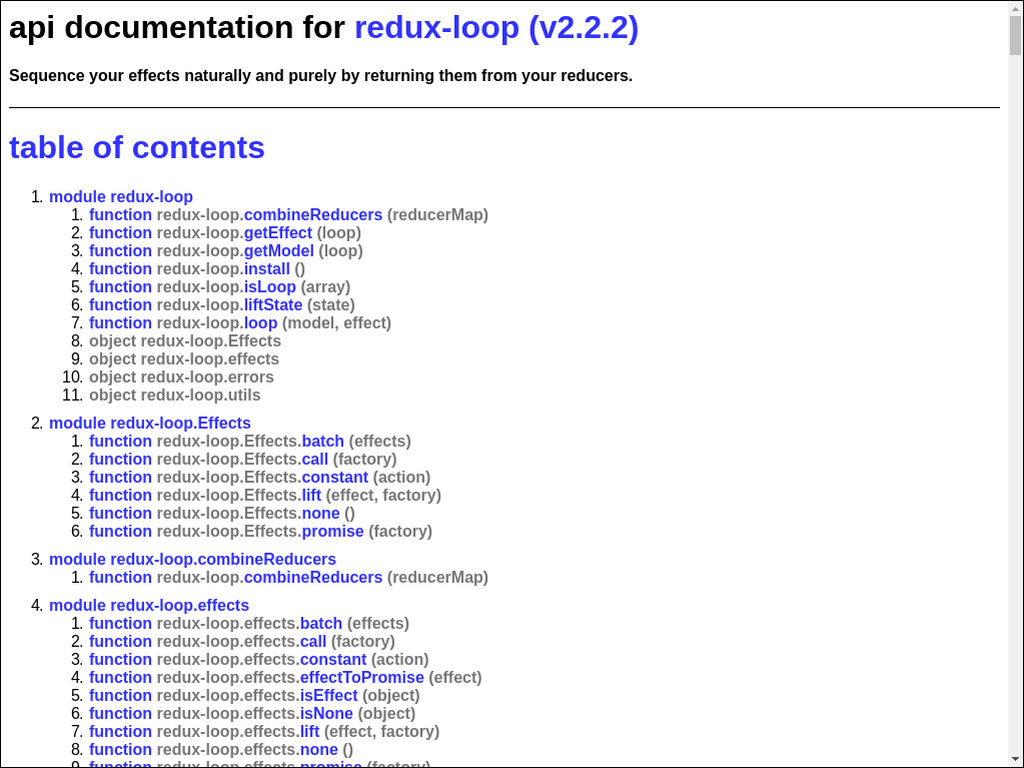 api documentation for redux-loop (v2.2.2)
Sequence your effects naturally and purely by returning them from your reducers.
table of contents
1. module redux-loop
1. function redux-loop.combineReducers (reducerMap)
2. function redux-loop.getEffect (loop)
3. function redux-loop.getModel (loop)
4. function redux-loop.install ()
5. function redux-loop.isLoop (array)
6. function redux-loop.liftState (state)
7. function redux-loop.loop (model, effect)
8. object redux-loop.Effects
9. object redux-loop.effects
10. object redux-loop.errors
11. object redux-loop.utils
2. module redux-loop.Effects
1. function redux-loop.Effects.batch (effects)
2. function redux-loop.Effects.call (factory)
3. function redux-loop.Effects.constant (action)
4. function redux-loop.Effects.lift (effect, factory)
5. function redux-loop.Effects.none ()
6. function redux-loop.Effects.promise (factory)
3. module redux-loop.combineReducers
1. function redux-loop.combineReducers (reducerMap)
4. module redux-loop.effects
1. function redux-loop.effects.batch (effects)
2. function redux-loop.effects.call (factory)
3. function redux-loop.effects.constant (action)
4. function redux-loop.effects.effectToPromise (effect)
5. function redux-loop.effects.isEffect (object)
6. function redux-loop.effects.isNone (object)
7. function redux-loop.effects.lift (effect, factory)
8. function redux-loop.effects.none ()
9. function redux-loop.effects.promise (factory)